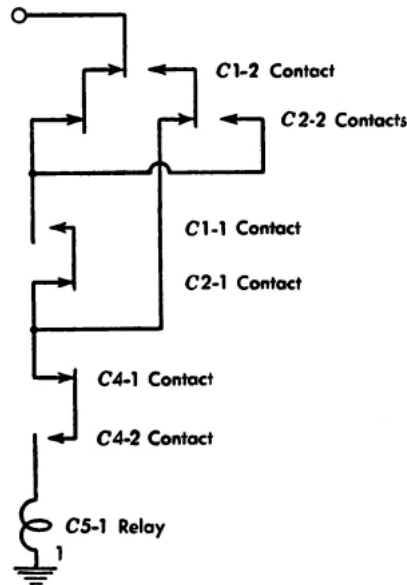 C1-2 Contact
C2-2 Contacts
C1-1 Contact
C2-1 Contact
C4-1 Contact
C4-2 Contact
C5-1 Relay
1